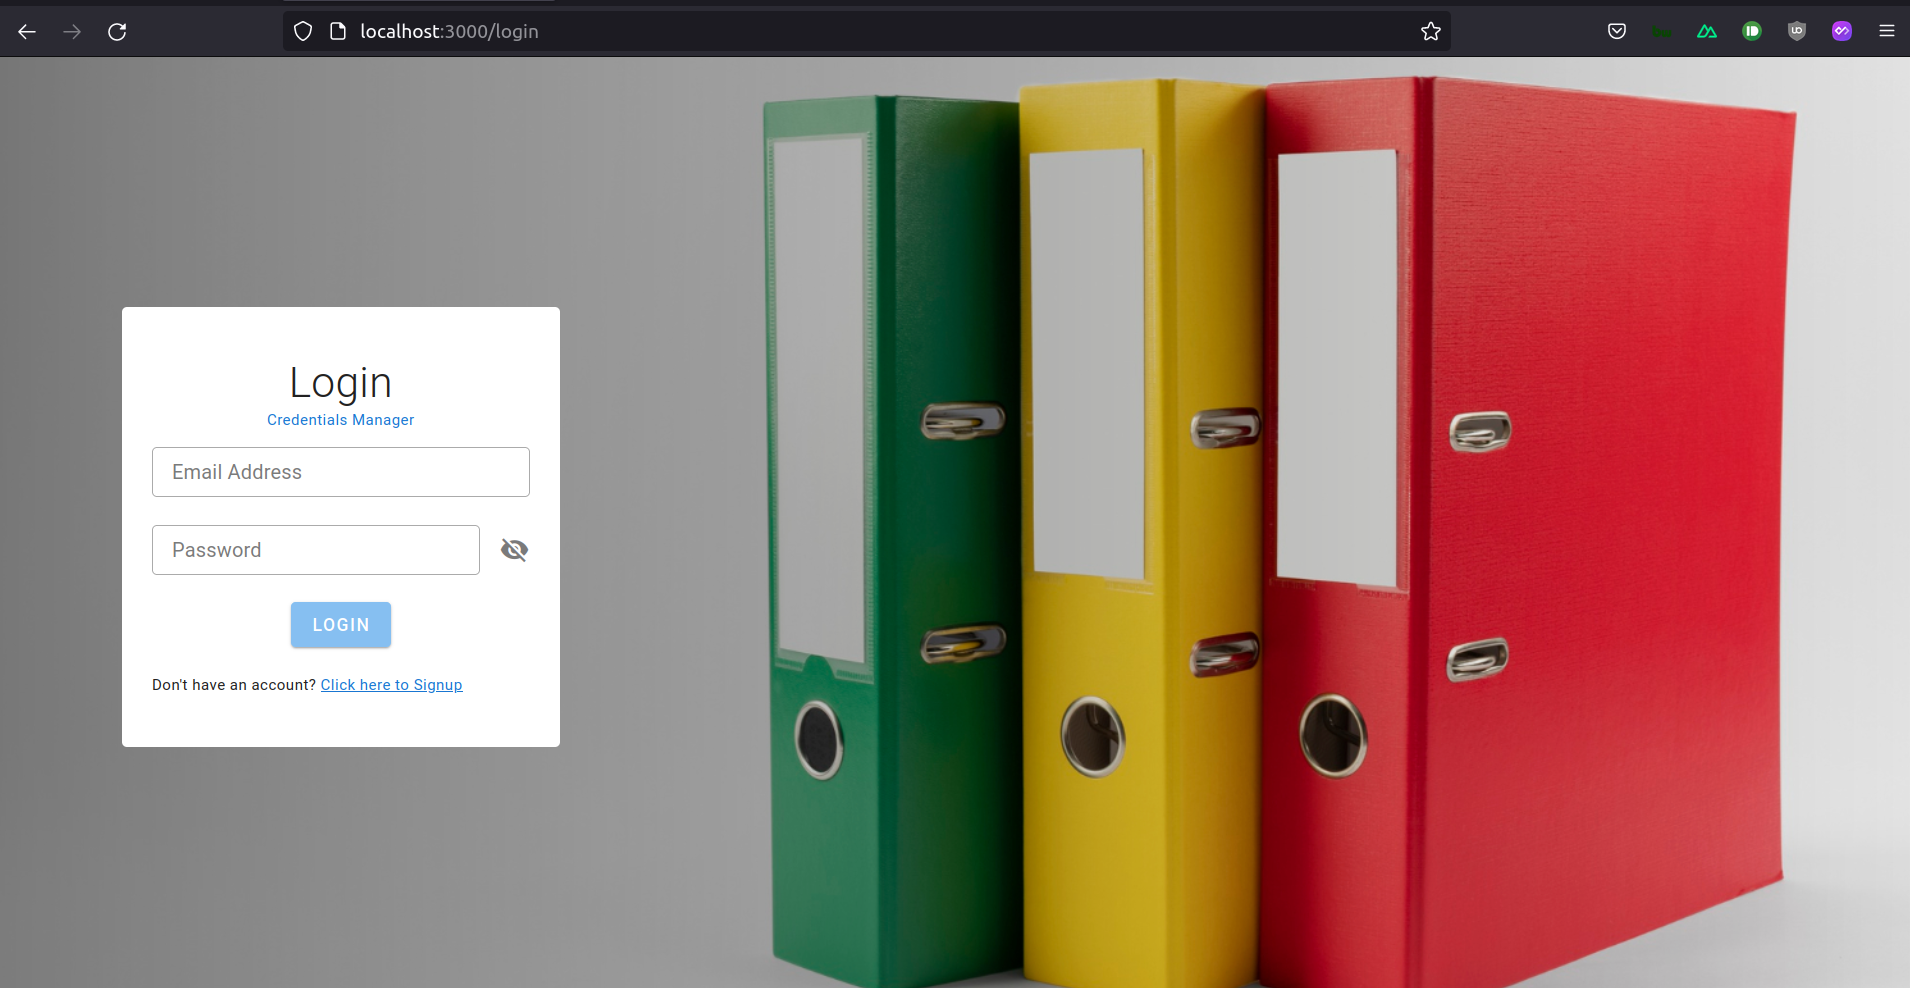 localhost:3000/login
Login
Credentials Manager
Email Address
Password
LOGIN
Don't have an account? Click here to Signup